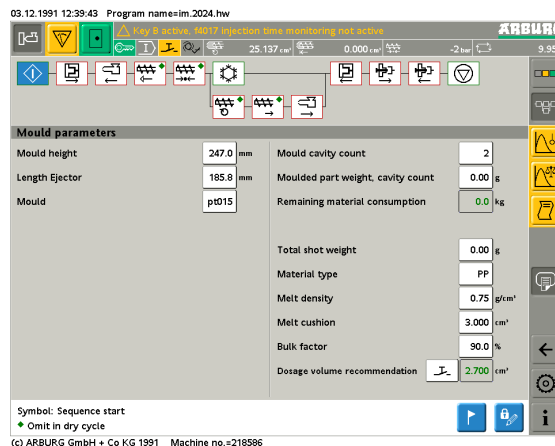 03.12.1991 12:39:43 Program name=im.2024.hw
Key B active, f4017 injection time monitoring not active
ARBURG
25.137 cm³ 0.000 cm³ -2 bar 9.95
Mould parameters
Mould height 247.0 mm Mould cavity count 2
Length Ejector 185.8 mm Moulded part weight, cavity count 0.00 g
Mould pt015 Remaining material consumption 0.0 kg
Total shot weight 0.00 g
Material type PP
Melt density 0.75 g/cm³
Melt cushion 3.000 cm³
Bulk factor 90.0 %
Dosage volume recommendation 2.700 cm³
Symbol: Sequence start
Omit in dry cycle
(c) ARBURG GmbH + Co KG 1991 Machine no.=218586